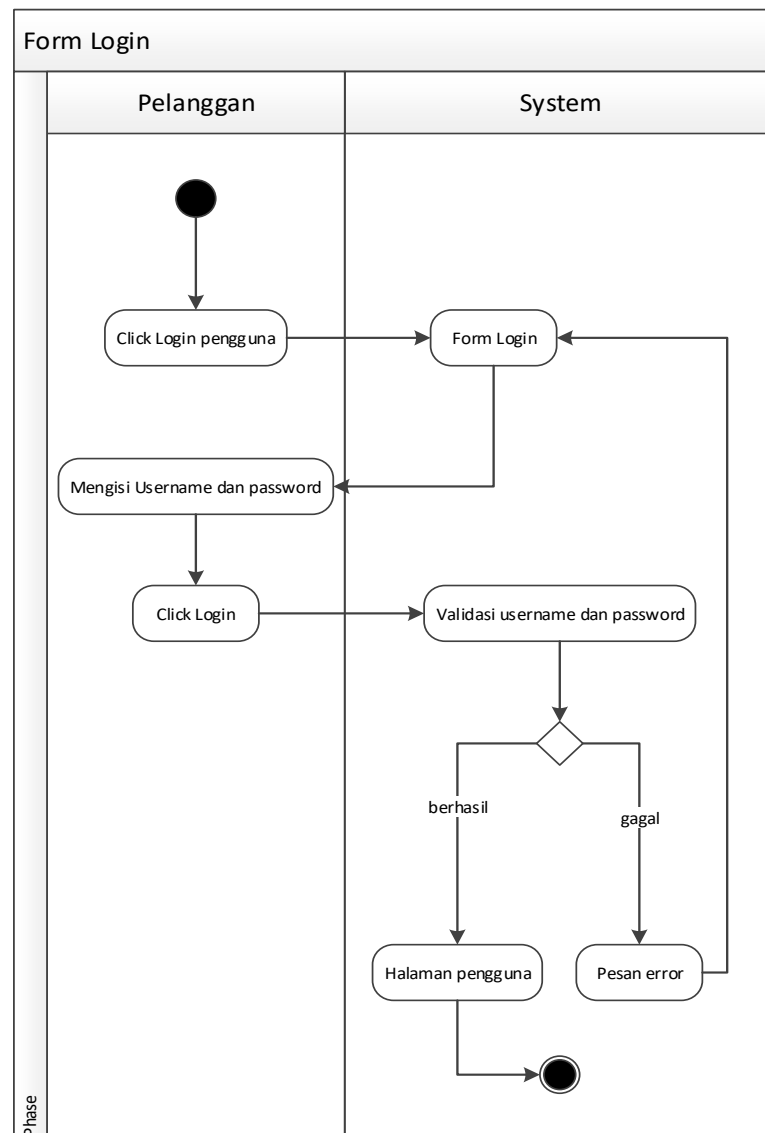 Form Login
Pelanggan
System
Click Login pengguna
Form Login
Mengisi Username dan password
Click Login
Validasi username dan password
berhasil
gagal
Halaman pengguna
Pesan error
Phase